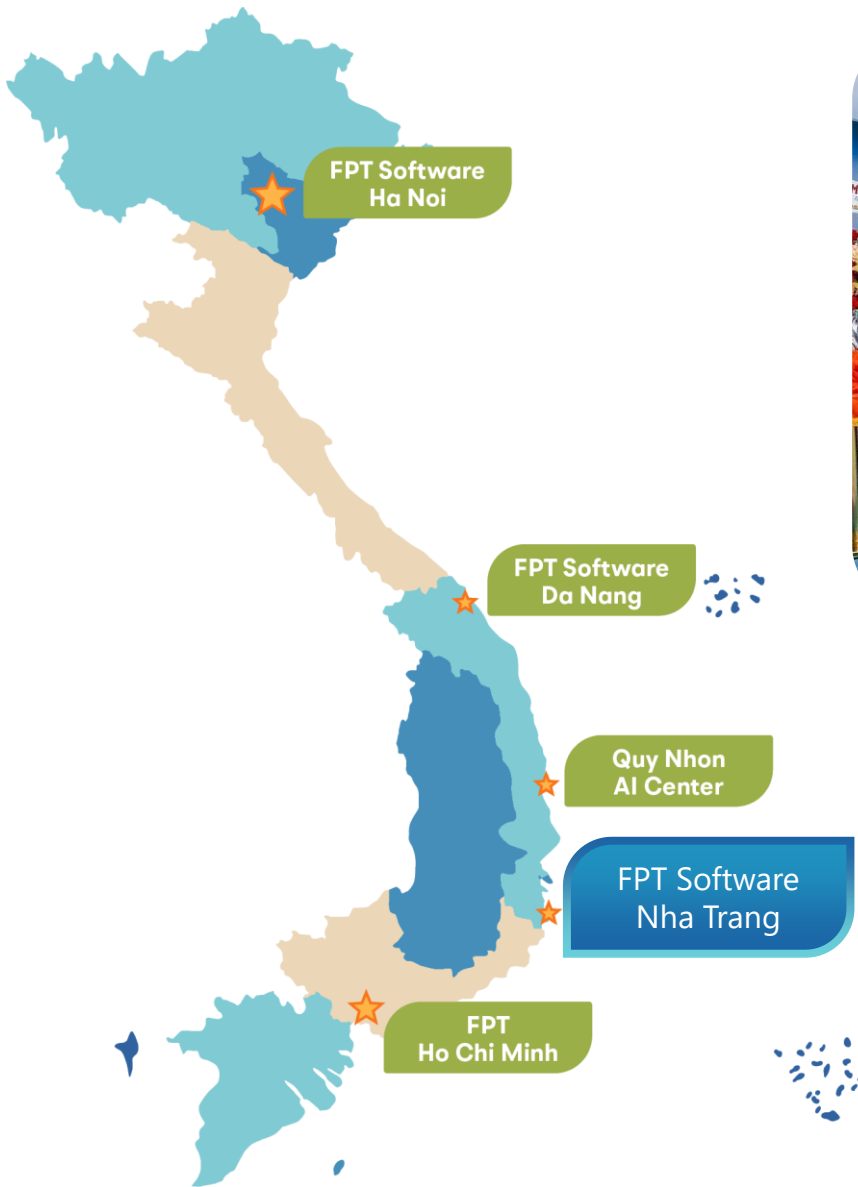 FPT Software
Ha Noi
FPT Software
Da Nang
Quy Nhon
AI Center
FPT Software
Nha Trang
FPT
Ho Chi Minh